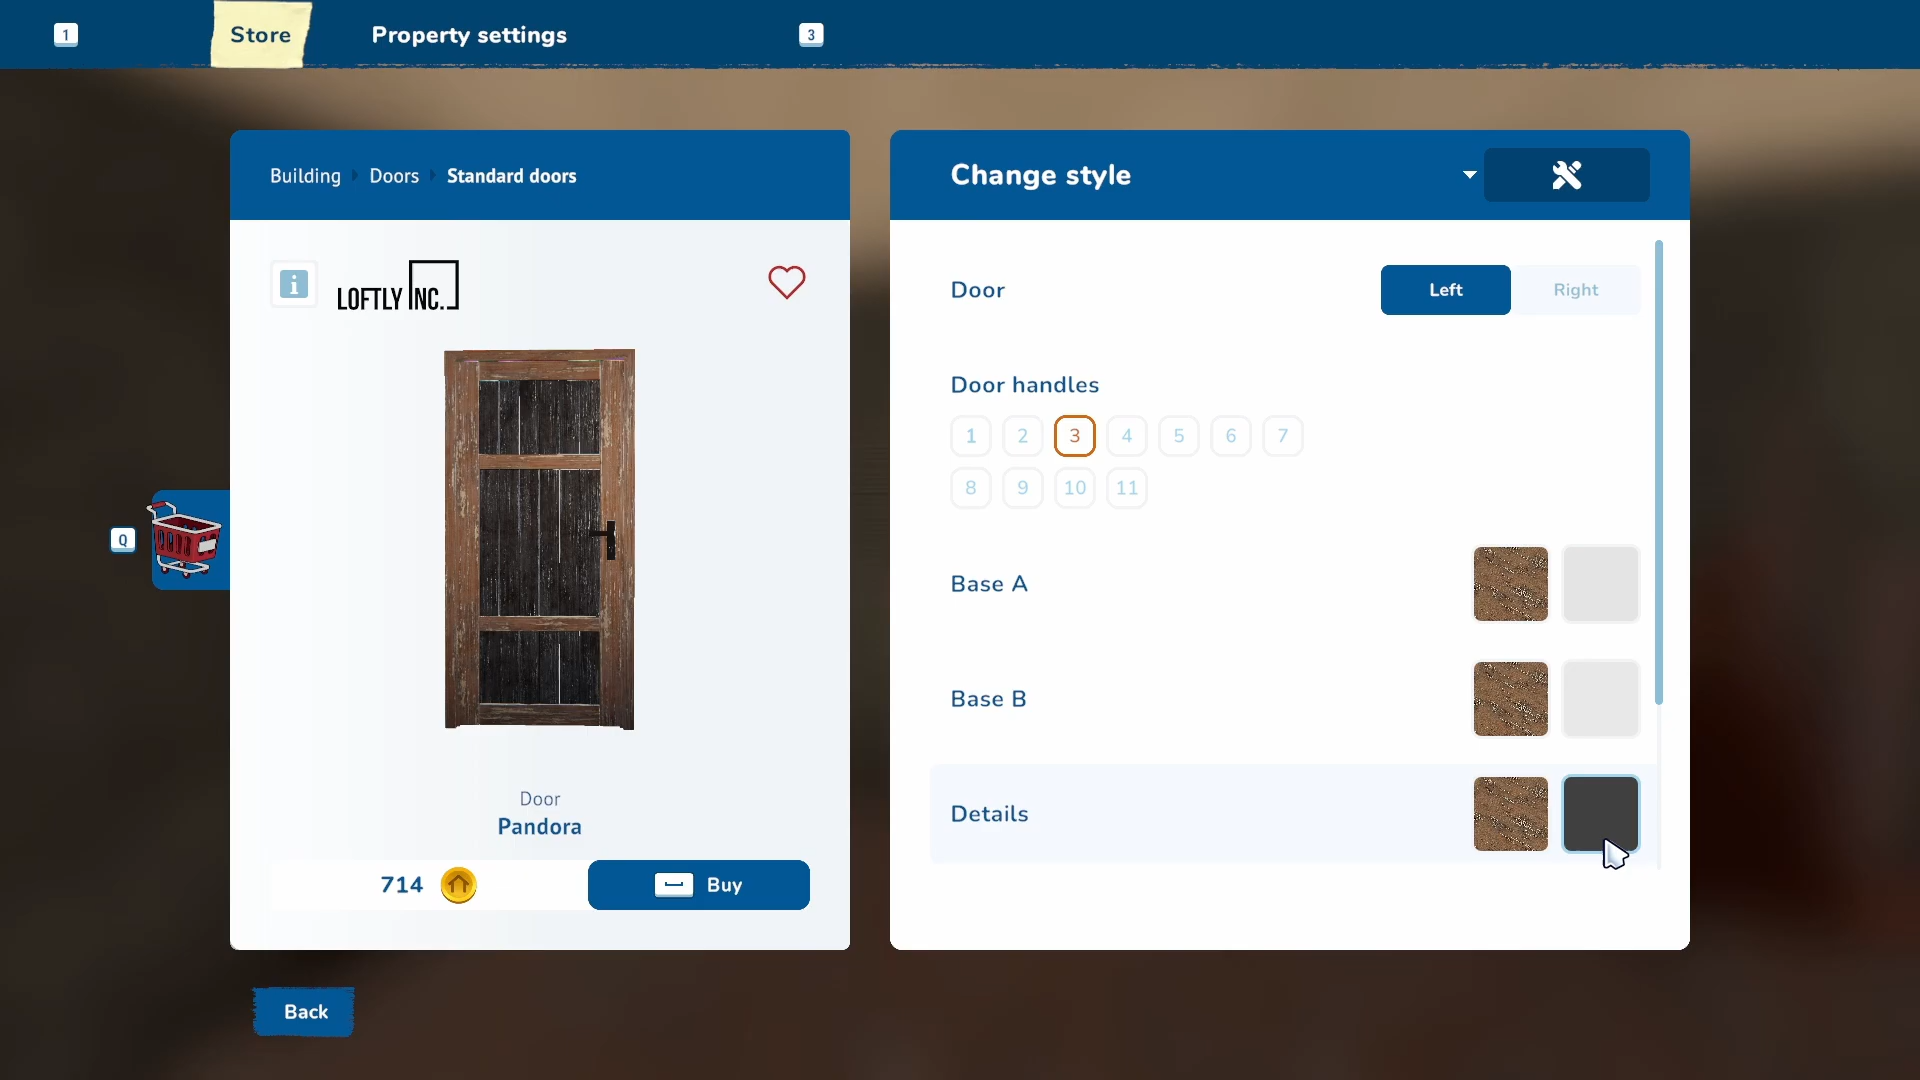 1
Store
Property settings
3
Building
Doors
Standard doors
i
LOFTLY INC.
Door
Pandora
714
Buy
Q
Back
Change style
Door
Left
Right
Door handles
1 2 3 4 5 6 7
8 9 10 11
Base A
Base B
Details